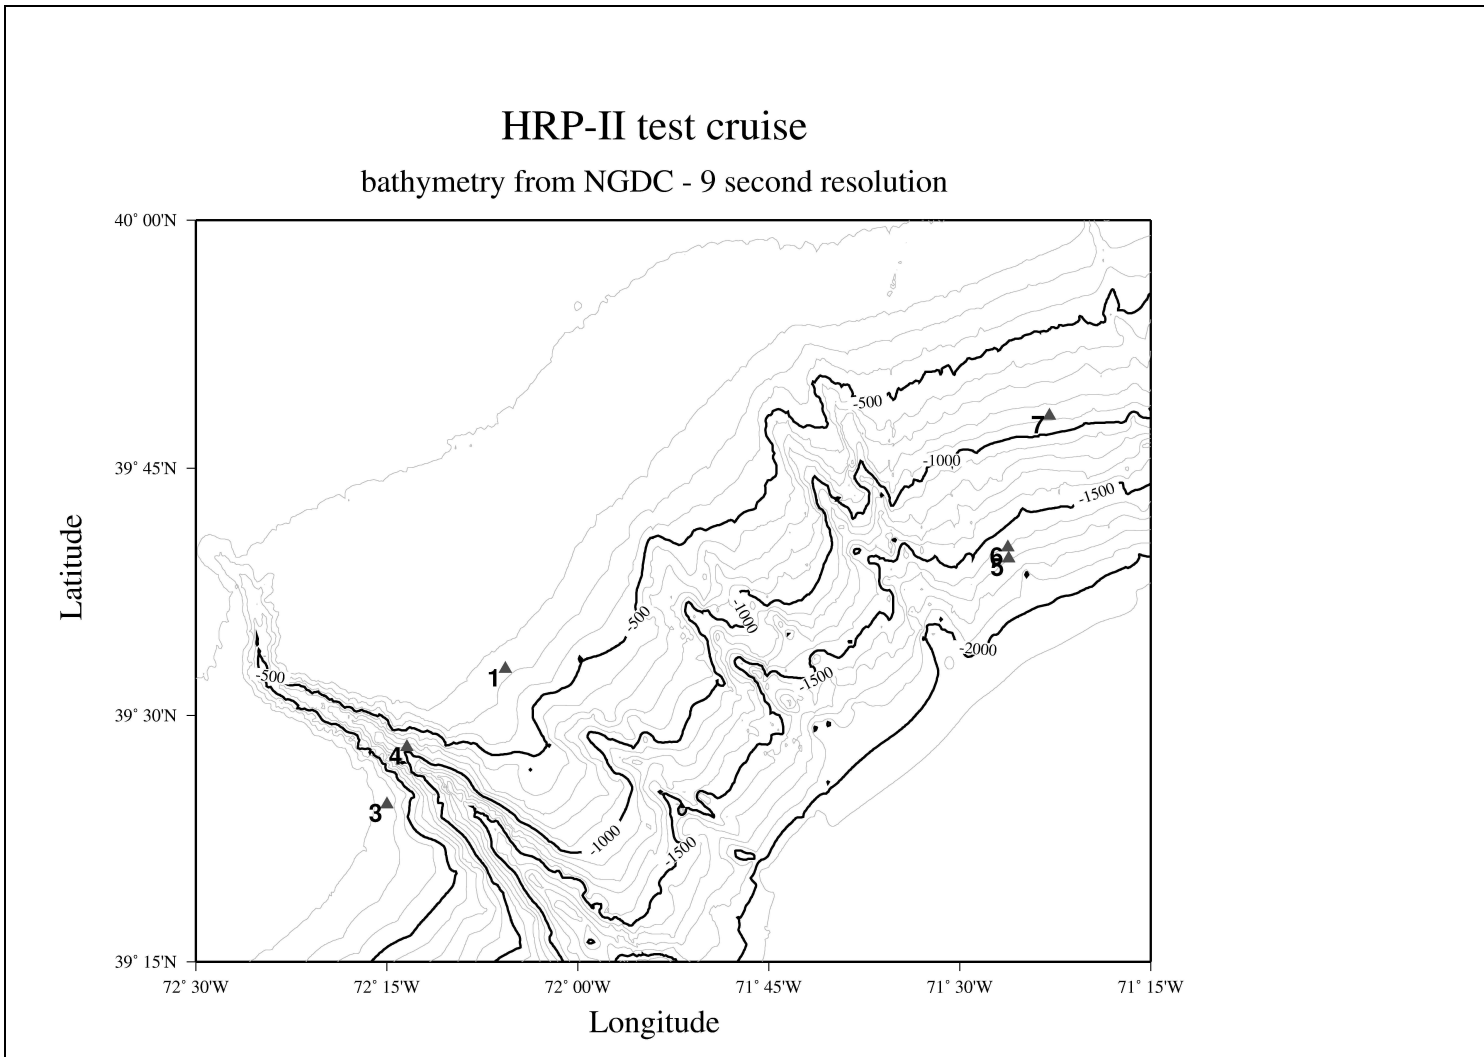 HRP-II test cruise
bathymetry from NGDC - 9 second resolution
40° 00'N
-500
7
-1000
39° 45'N
-1500
6
5
-1000
-500
-2000
1
-500
-1500
39° 30'N
4
3
-1000
-1500
39° 15'N
72° 30'W 72° 15'W 72° 00'W 71° 45'W 71° 30'W 71° 15'W
Longitude
Latitude